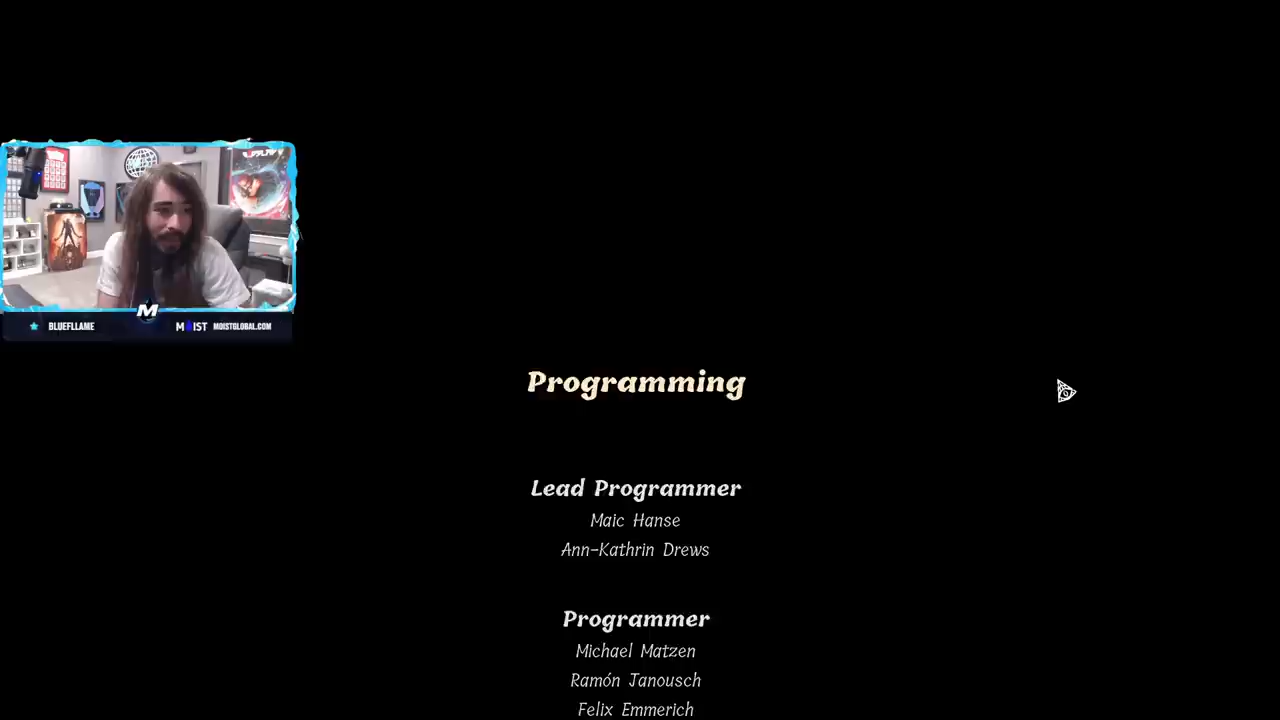 BLUEFLLAME
M
MOIST
MOISTGLOBAL.COM
Programming
Lead Programmer
Maic Hanse
Ann-Kathrin Drews
Programmer
Michael Matzen
Ramón Janousch
Felix Emmerich